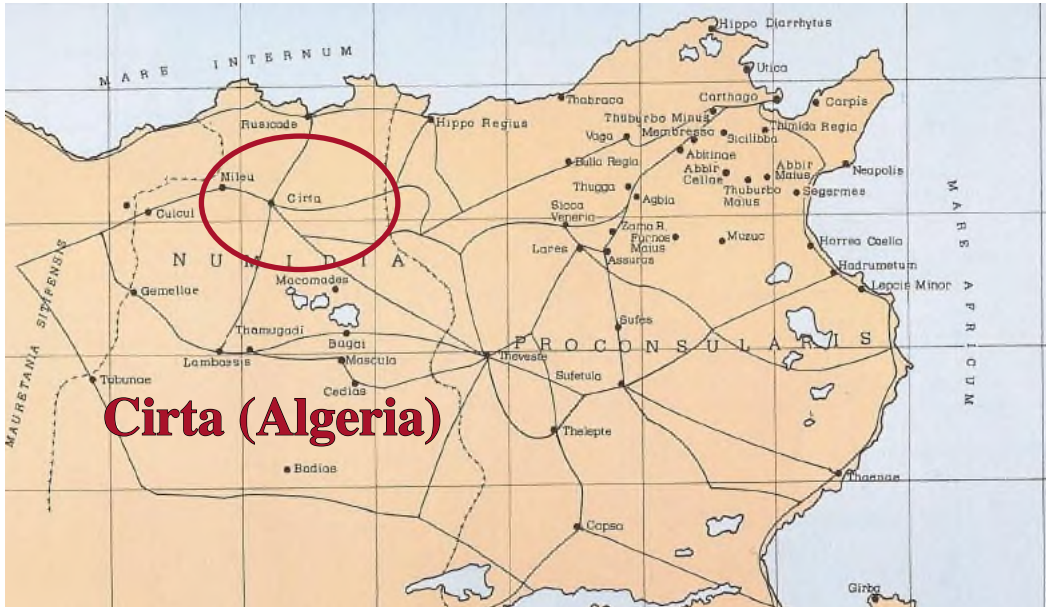 Hippo Diarrhytus
MARE INTERNUM
Utica
Thabraca
Carthago
Carpis
Rusicade
Hippo Regius
Thuburbo Minus
Thimida Regia
Vaga
Membressa
Sicilibba
Bulla Regia
Abitinae
Abbir
Cellae
Abbir
Maius
Neapolis
Mileu
Thugga
Thuburbo
Maius
Segermes
Cirta
Agbia
Cuicul
Sicca
Veneria
Zama R.
Furnos
Maius
Muzuc
Horrea Caelia
Lares
Assuras
NUMIDIA
Hadrumetum
Macomades
Lepcis Minor
Gemellae
MARE AFRICUM
MAURETANIA SITIFENSIS
Sufes
Thamugadi
Bagai
PROCONSULARIS
Lambaesis
Mascula
Theveste
Tubunae
Cedias
Sufetula
Cirta (Algeria)
Thelepte
Badias
Thaenae
Capsa
Girba